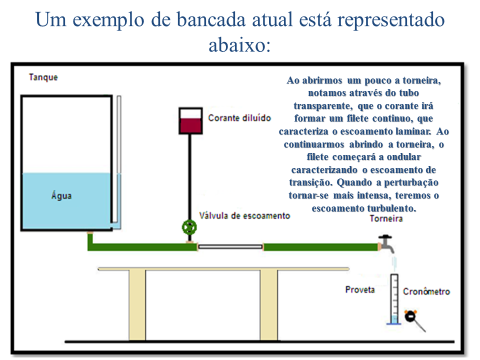 Um exemplo de bancada atual está representado
abaixo:
Tanque
Ao abrirmos um pouco a torneira,
notamos através do tubo
transparente, que o corante irá
formar um filete contínuo, que
caracteriza o escoamento laminar. Ao
continuarmos abrindo a torneira, o
filete começará a ondular
caracterizando o escoamento de
transição. Quando a perturbação
tornar-se mais intensa, teremos o
escoamento turbulento.
Corante diluído
Água
Válvula de escoamento
Torneira
Proveta
Cronômetro